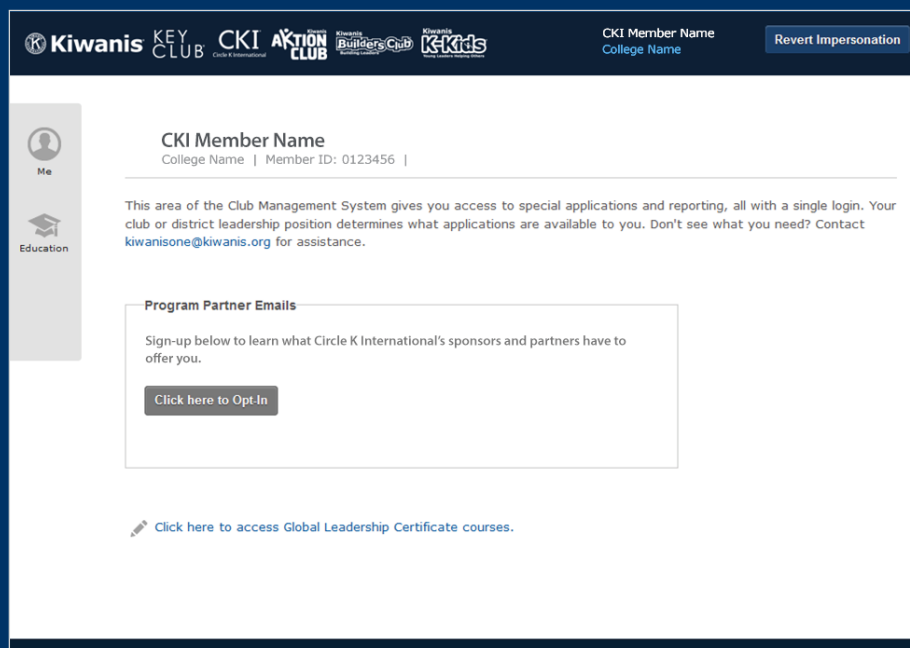 Kiwanis
KEY CLUB
CKI
Circle K International
Kiwanis
AKTION CLUB
Kiwanis
Builders Club
Building Leaders
Kiwanis
K-Kids
Young Leaders Helping Others
CKI Member Name
College Name
Revert Impersonation
Me
Education
CKI Member Name
College Name | Member ID: 0123456 |
This area of the Club Management System gives you access to special applications and reporting, all with a single login. Your
club or district leadership position determines what applications are available to you. Don't see what you need? Contact
kiwanisone@kiwanis.org for assistance.
Program Partner Emails
Sign-up below to learn what Circle K International's sponsors and partners have to
offer you.
Click here to Opt-In
Click here to access Global Leadership Certificate courses.